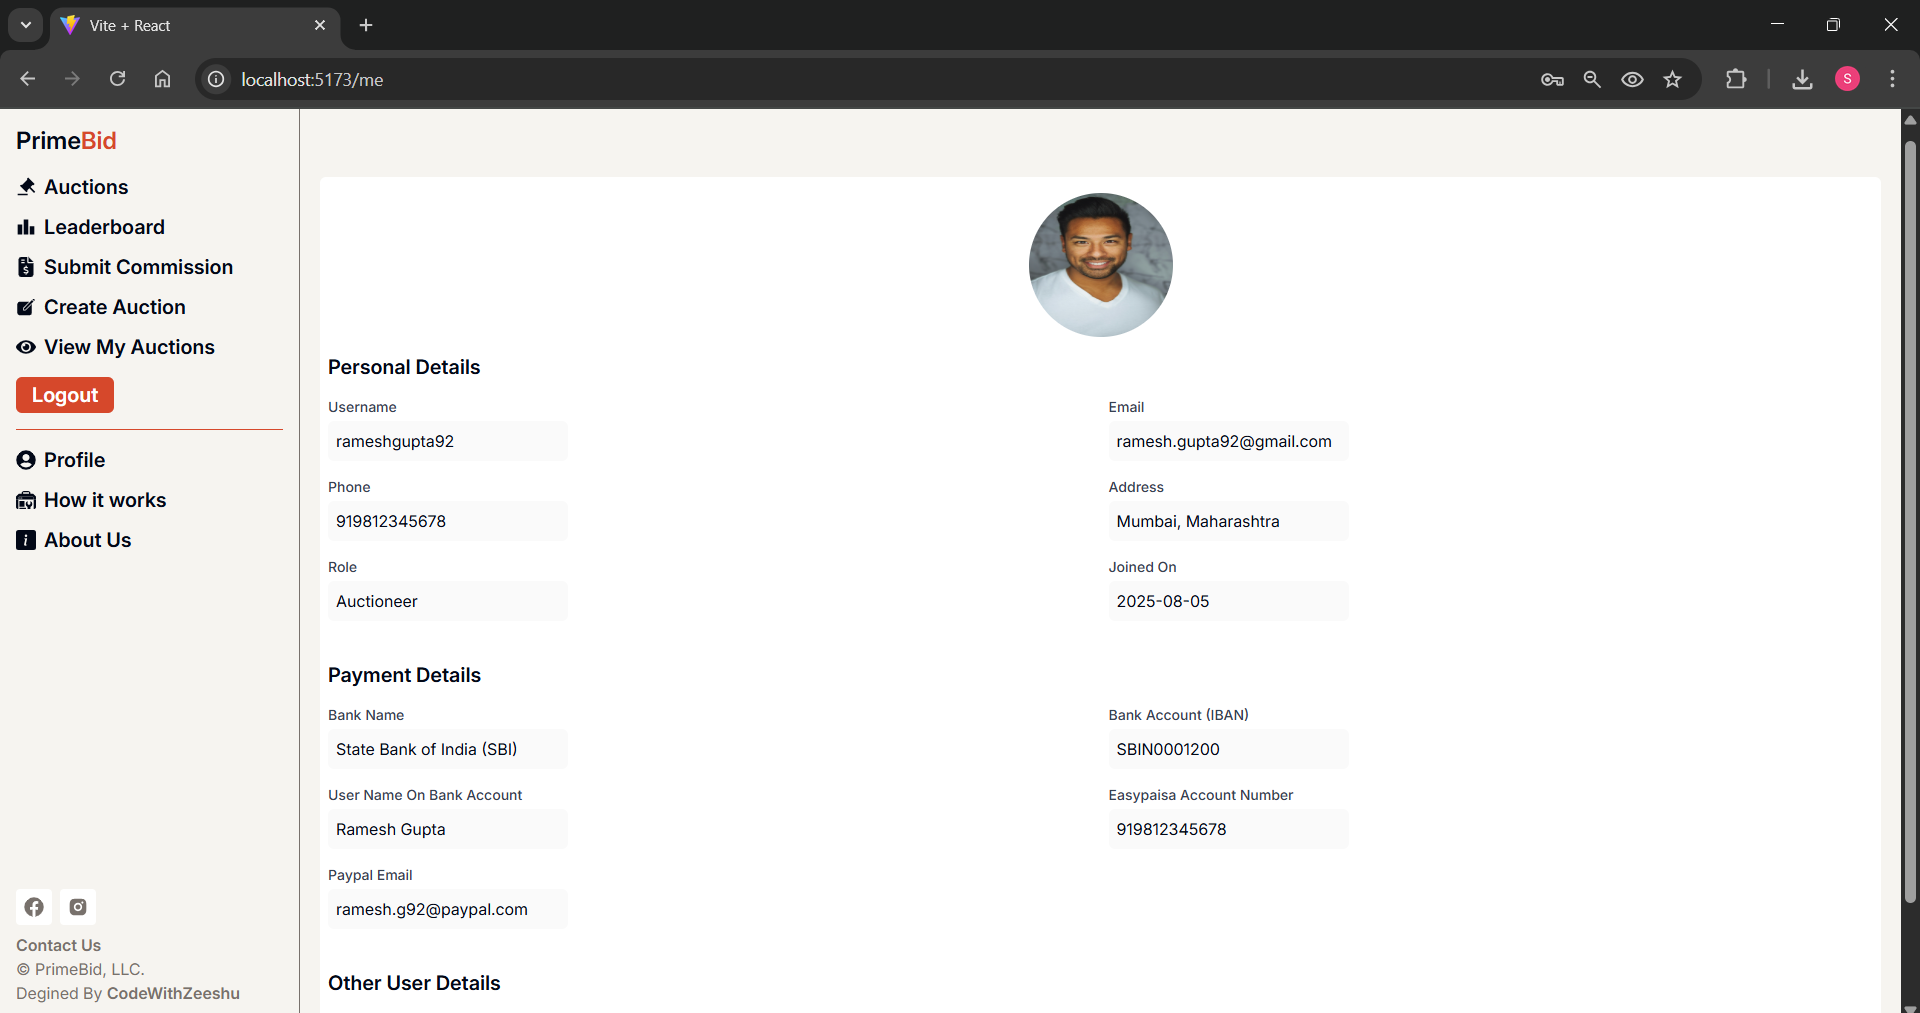 Vite + React
localhost:5173/me
S
PrimeBid
Auctions
Leaderboard
Submit Commission
Create Auction
View My Auctions
Logout
Profile
How it works
About Us
Contact Us
© PrimeBid, LLC.
Degined By CodeWithZeeshu
Personal Details
Username
Email
rameshgupta92
ramesh.gupta92@gmail.com
Phone
Address
919812345678
Mumbai, Maharashtra
Role
Joined On
Auctioneer
2025-08-05
Payment Details
Bank Name
Bank Account (IBAN)
State Bank of India (SBI)
SBIN0001200
User Name On Bank Account
Easypaisa Account Number
Ramesh Gupta
919812345678
Paypal Email
ramesh.g92@paypal.com
Other User Details